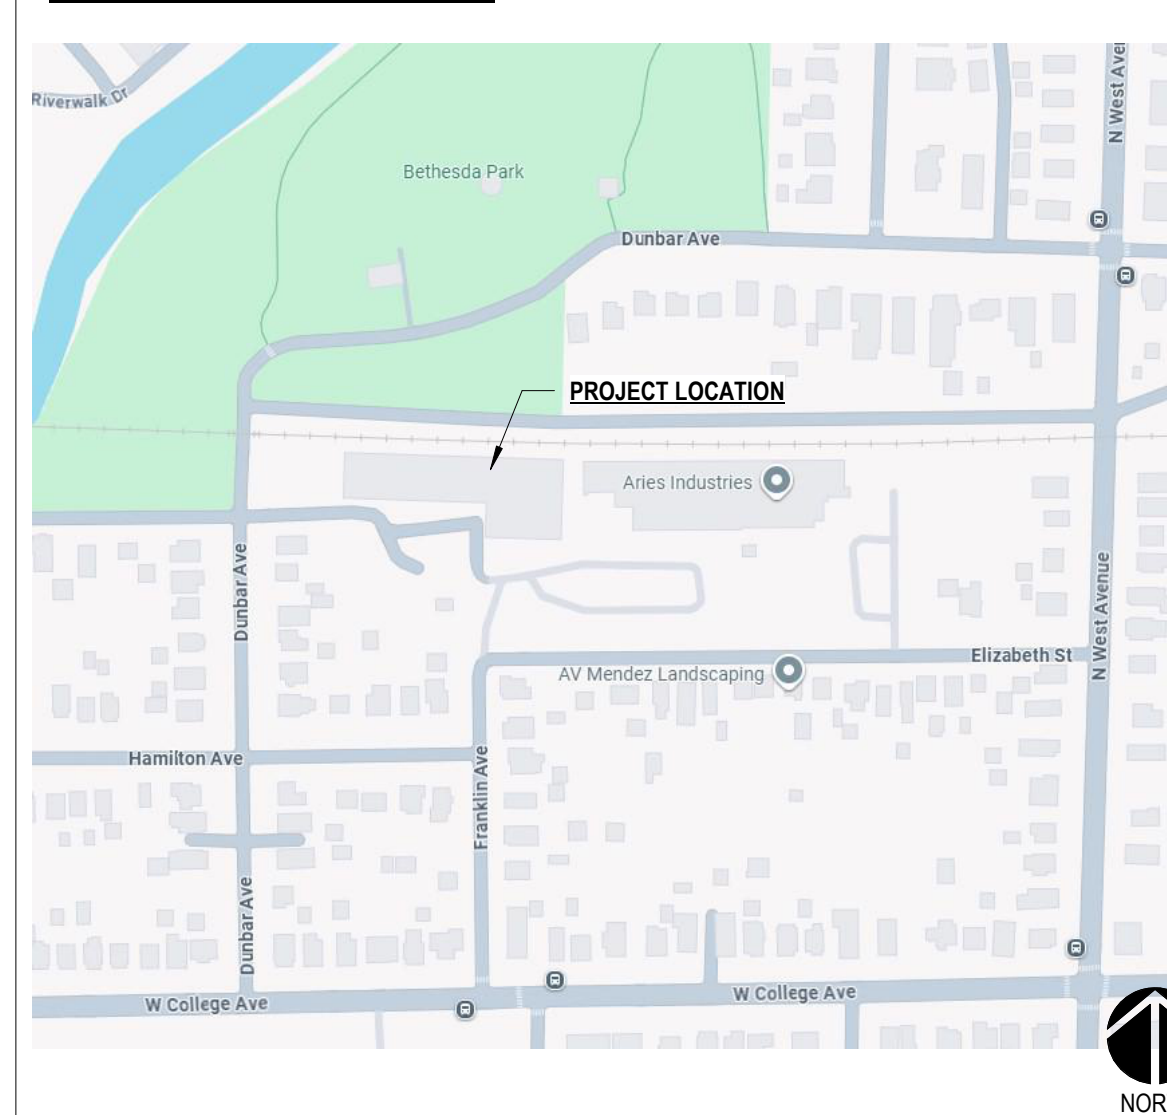 N West Ave
Riverwalk Dr
Bethesda Park
Dunbar Ave
PROJECT LOCATION
Aries Industries
Dunbar Ave
N West Avenue
Elizabeth St
AV Mendez Landscaping
Hamilton Ave
Franklin Ave
Dunbar Ave
W College Ave
W College Ave
NOR